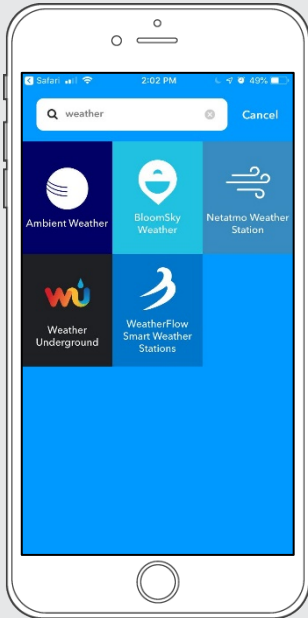 Safari 2:02 PM 49%
weather Cancel
Ambient Weather
BloomSky
Weather
Netatmo Weather
Station
wu
Weather
Underground
WeatherFlow
Smart Weather
Stations